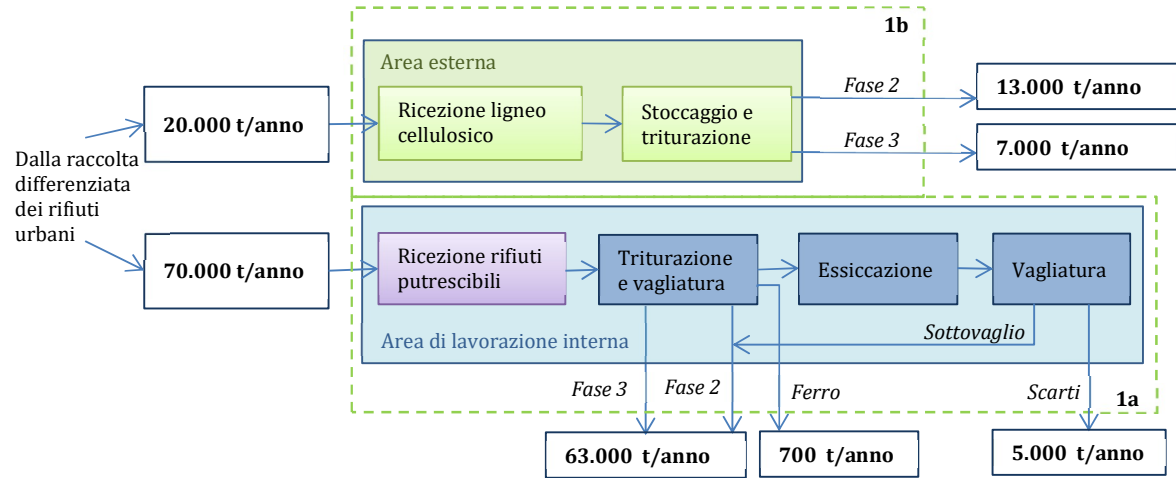 1b
Area esterna
Ricezione ligneo
cellulosico
Stoccaggio e
triturazione
Fase 2
Fase 3
13.000 t/anno
7.000 t/anno
20.000 t/anno
Dalla raccolta
differenziata
dei rifiuti
urbani
70.000 t/anno
Ricezione rifiuti
putrescibili
Triturazione
e vagliatura
Essiccazione
Vagliatura
Area di lavorazione interna
Sottovaglio
Fase 3
Fase 2
Ferro
Scarti
1a
63.000 t/anno
700 t/anno
5.000 t/anno